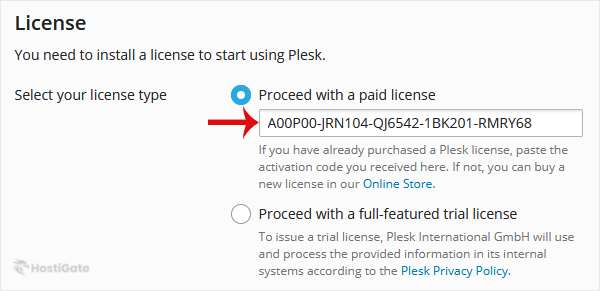 License
You need to install a license to start using Plesk.
Select your license type
Proceed with a paid license
A00P00-JRN104-QJ6542-1BK201-RMRY68
If you have already purchased a Plesk license, paste the
activation code you received here. If not, you can buy a
new license in our Online Store.
Proceed with a full-featured trial license
To issue a trial license, Plesk International GmbH will use
and process the provided information in its internal
systems according to the Plesk Privacy Policy.
HostiGate